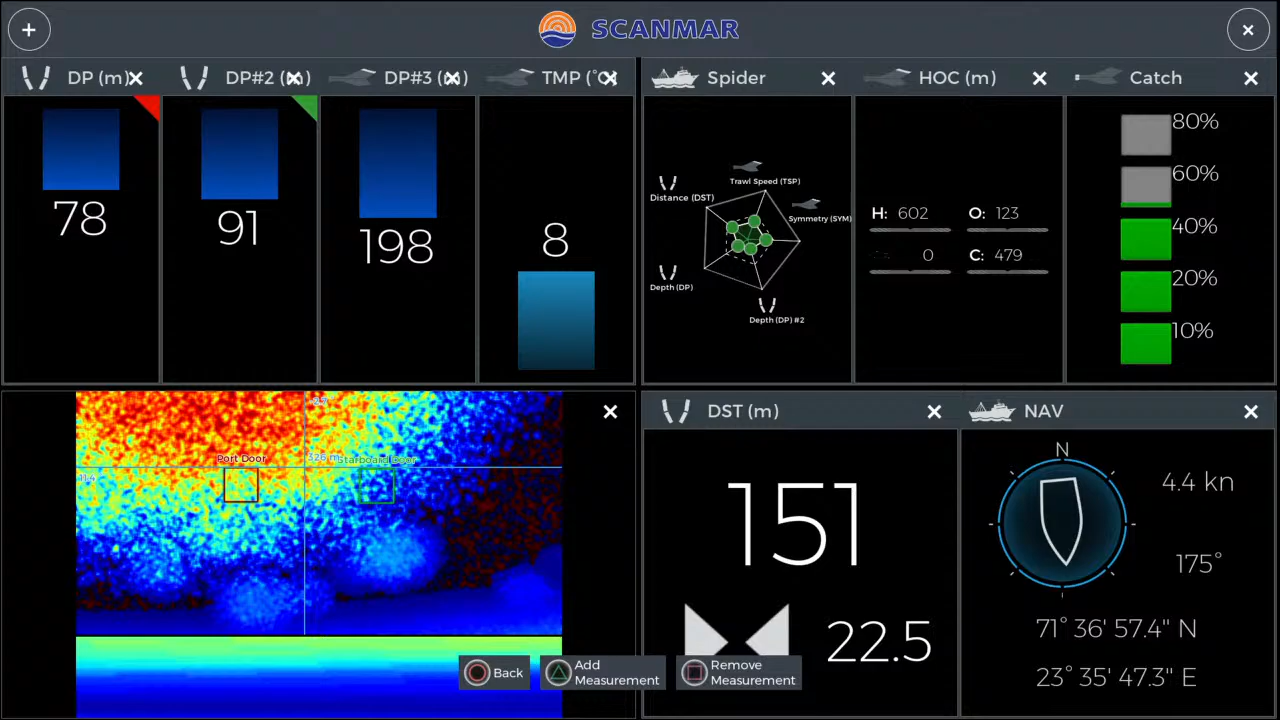 +
SCANMAR
×
DP (m)
DP#2 (m)
DP#3 (m)
TMP (°C)
Spider
HOC (m)
Catch
78
91
198
8
Trawl Speed (TSP)
Distance (DST)
Symmetry (SYM)
Depth (DP)
Depth (DP) #2
H: 602
O: 123
0
C: 479
80%
60%
40%
20%
10%
Port Door
326 m
Starboard Door
DST (m)
151
22.5
NAV
N
4.4 kn
175°
71° 36' 57.4" N
23° 35' 47.3" E
Back
Add
Measurement
Remove
Measurement